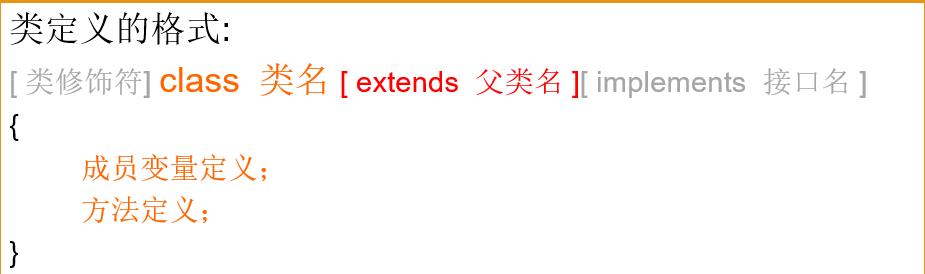 类定义的格式:
[ 类修饰符] class 类名 [ extends 父类名 ][ implements 接口名 ]
{
成员变量定义；
方法定义；
}